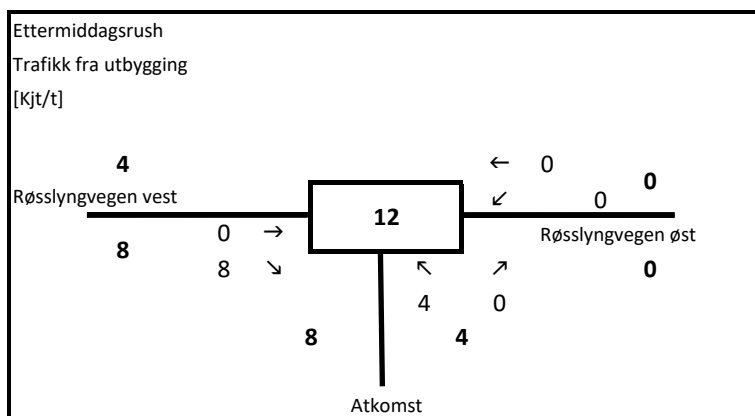 Ettermiddagsrush
Trafikk fra utbygging
[Kjt/t]
4
← 0
0
Røsslyngvegen vest
↙ 0
12
8
0 →
Røsslyngvegen øst
8 ↘
↖ ↗
0
4 0
8
4
Atkomst